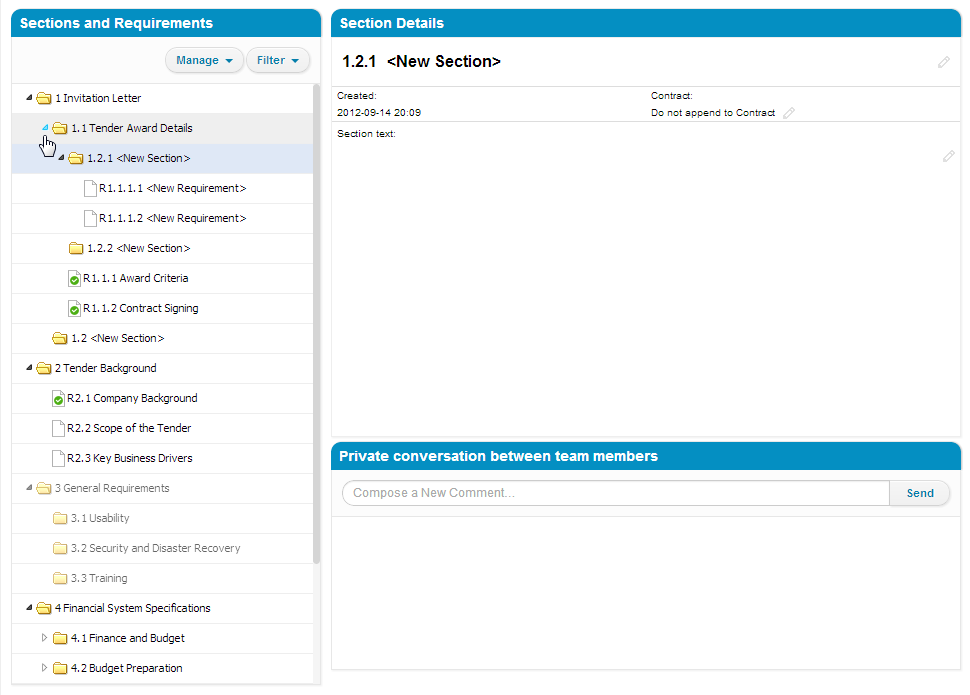 Sections and Requirements
Manage
Filter
1 Invitation Letter
1.1 Tender Award Details
1.2.1 <New Section>
R1.1.1.1 <New Requirement>
R1.1.1.2 <New Requirement>
1.2.2 <New Section>
R1.1.1 Award Criteria
R1.1.2 Contract Signing
1.2 <New Section>
2 Tender Background
R2.1 Company Background
R2.2 Scope of the Tender
R2.3 Key Business Drivers
3 General Requirements
3.1 Usability
3.2 Security and Disaster Recovery
3.3 Training
4 Financial System Specifications
4.1 Finance and Budget
4.2 Budget Preparation
Section Details
1.2.1 <New Section>
Created:
2012-09-14 20:09
Contract:
Do not append to Contract
Section text:
Private conversation between team members
Compose a New Comment...
Send